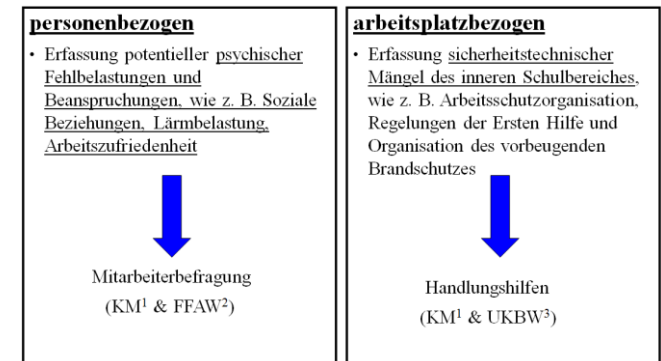 personenbezogen
• Erfassung potentieller psychischer
Fehlbelastungen und
Beanspruchungen, wie z. B. Soziale
Beziehungen, Lärmbelastung,
Arbeitszufriedenheit
Mitarbeiterbefragung
(KM¹ & FFAW²)
arbeitsplatzbezogen
• Erfassung sicherheitstechnischer
Mängel des inneren Schulbereiches,
wie z. B. Arbeitsschutzorganisation,
Regelungen der Ersten Hilfe und
Organisation des vorbeugenden
Brandschutzes
Handlungshilfen
(KM¹ & UKBW³)